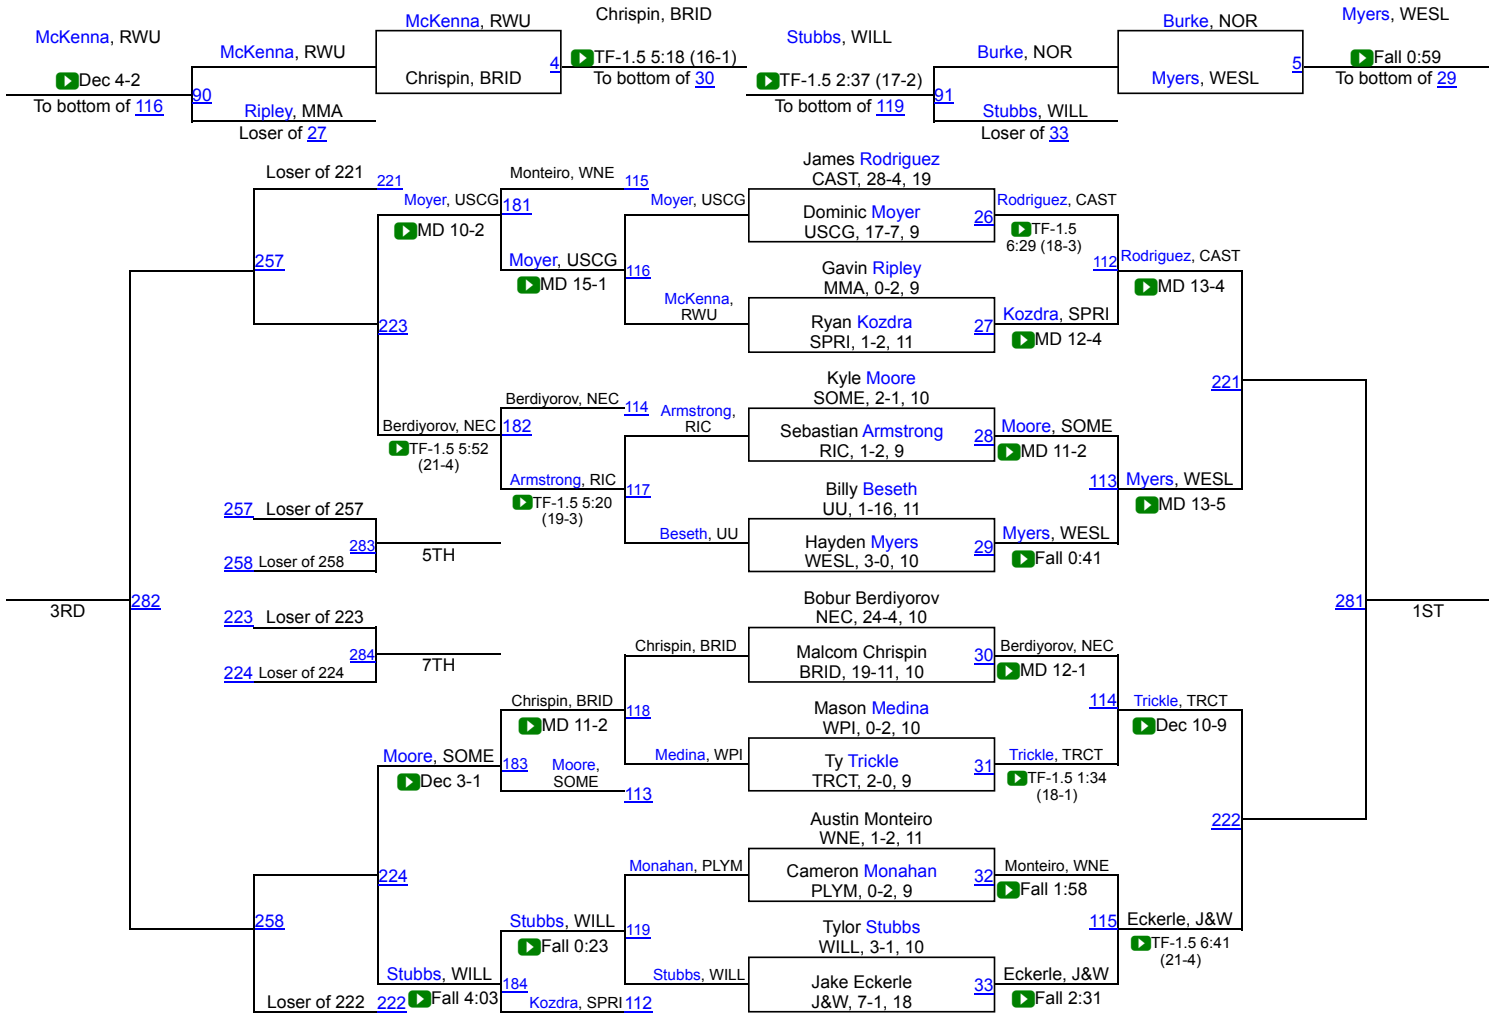 McKenna, RWU
Dec 4-2
To bottom of 116
McKenna, RWU
90
Ripley, MMA
Loser of 27
McKenna, RWU
Chrispin, BRID
4
Chrispin, BRID
TF-1.5 5:18 (16-1)
To bottom of 30
Stubbs, WILL
TF-1.5 2:37 (17-2)
To bottom of 119
Burke, NOR
91
Stubbs, WILL
Loser of 33
Burke, NOR
Myers, WESL
5
Myers, WESL
Fall 0:59
To bottom of 29
Loser of 221
221
Monteiro, WNE
115
James Rodriguez
CAST, 28-4, 19
Moyer, USCG
181
MD 10-2
Moyer, USCG
Dominic Moyer
USCG, 17-7, 9
26
Rodriguez, CAST
TF-1.5
6:29 (18-3)
257
Moyer, USCG
MD 15-1
116
Gavin Ripley
MMA, 0-2, 9
112
Rodriguez, CAST
MD 13-4
McKenna,
RWU
Ryan Kozdra
SPRI, 1-2, 11
27
Kozdra, SPRI
MD 12-4
223
Kyle Moore
SOME, 2-1, 10
221
Berdiyorov, NEC
114
Armstrong,
RIC
Berdiyorov, NEC
182
TF-1.5 5:52
(21-4)
Sebastian Armstrong
RIC, 1-2, 9
28
Moore, SOME
MD 11-2
Armstrong, RIC
TF-1.5 5:20
(19-3)
117
Billy Beseth
UU, 1-16, 11
113
Myers, WESL
MD 13-5
257
Loser of 257
283
5TH
258
Loser of 258
Beseth, UU
Hayden Myers
WESL, 3-0, 10
29
Myers, WESL
Fall 0:41
3RD
282
281
1ST
223
Loser of 223
284
7TH
224
Loser of 224
Bobur Berdiyorov
NEC, 24-4, 10
Chrispin, BRID
Malcom Chrispin
BRID, 19-11, 10
30
Berdiyorov, NEC
MD 12-1
Chrispin, BRID
MD 11-2
118
Mason Medina
WPI, 0-2, 10
114
Trickle, TRCT
Dec 10-9
Moore, SOME
Dec 3-1
183
Moore,
SOME
113
Medina, WPI
Ty Trickle
TRCT, 2-0, 9
31
Trickle, TRCT
TF-1.5 1:34
(18-1)
Austin Monteiro
WNE, 1-2, 11
222
224
Monahan, PLYM
Cameron Monahan
PLYM, 0-2, 9
32
Monteiro, WNE
Fall 1:58
258
Stubbs, WILL
Fall 0:23
119
Tylor Stubbs
WILL, 3-1, 10
115
Eckerle, J&W
TF-1.5 6:41
(21-4)
Stubbs, WILL
Fall 4:03
184
Stubbs, WILL
Jake Eckerle
J&W, 7-1, 18
33
Eckerle, J&W
Fall 2:31
Loser of 222
222
Kozdra, SPRI
112